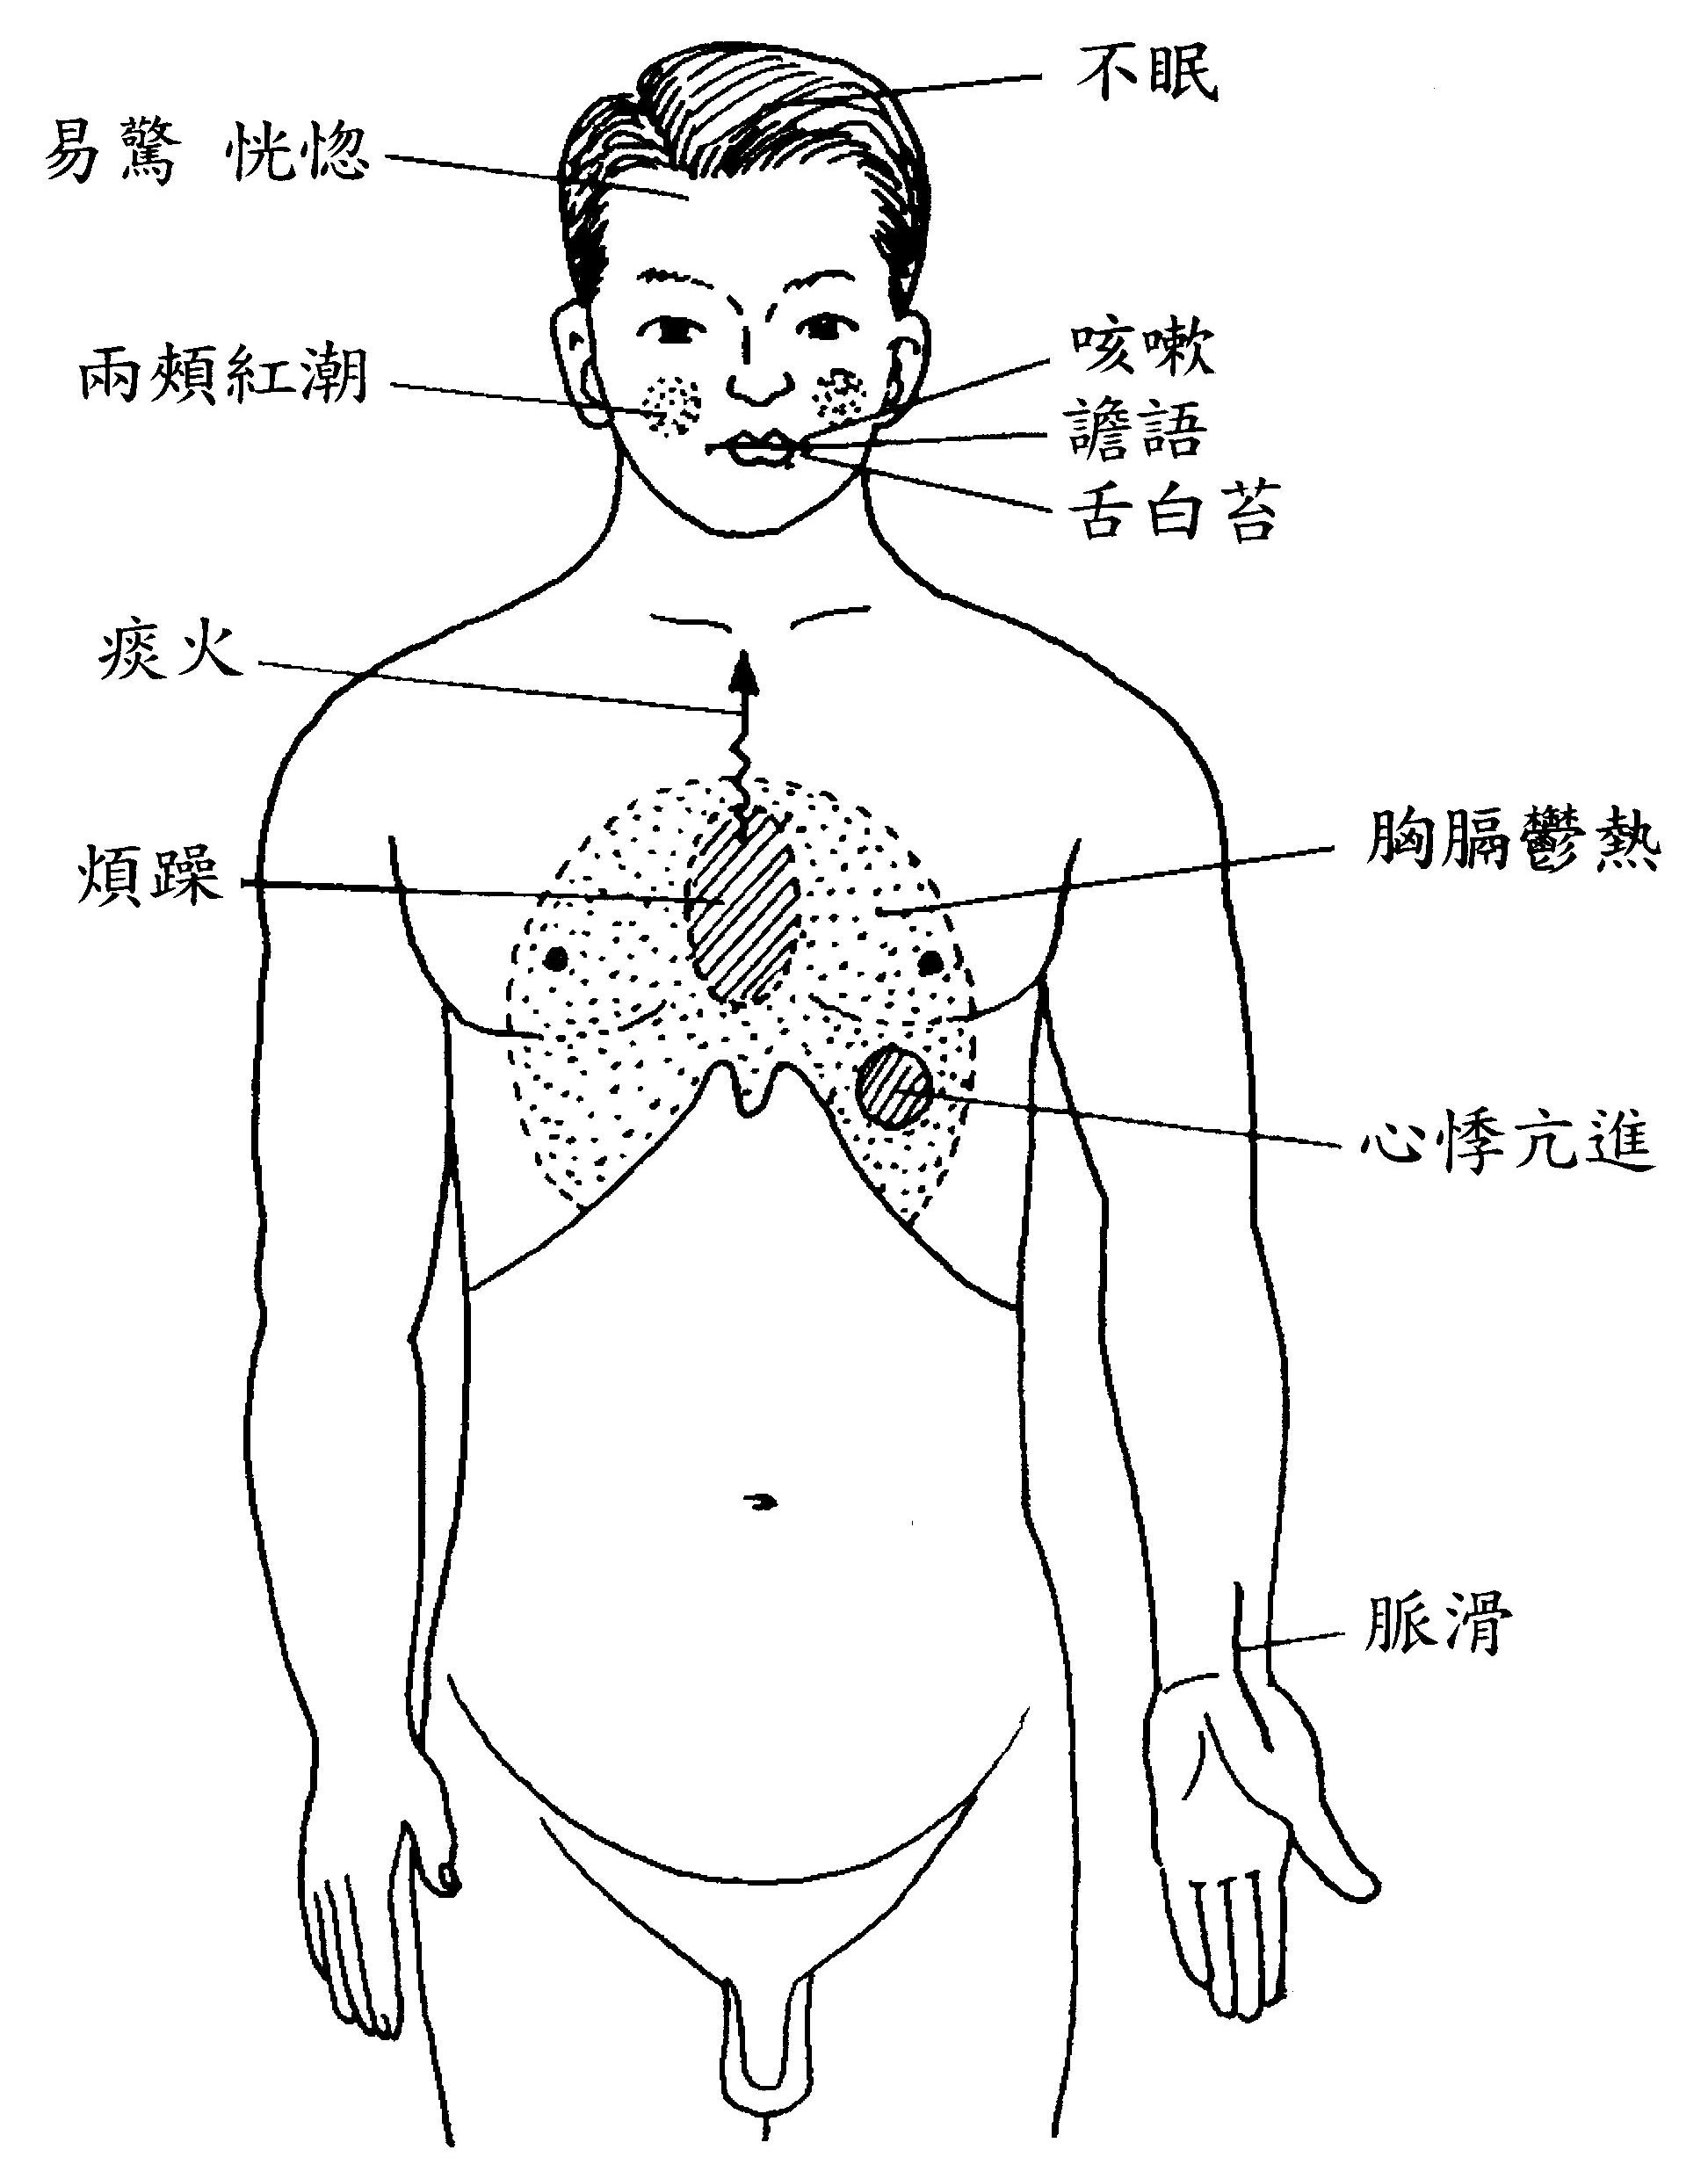 不眠
易驚 恍惚
兩頰紅潮
咳嗽
譫語
舌白苔
痰火
煩躁
胸膈鬱熱
心悸亢進
脈滑